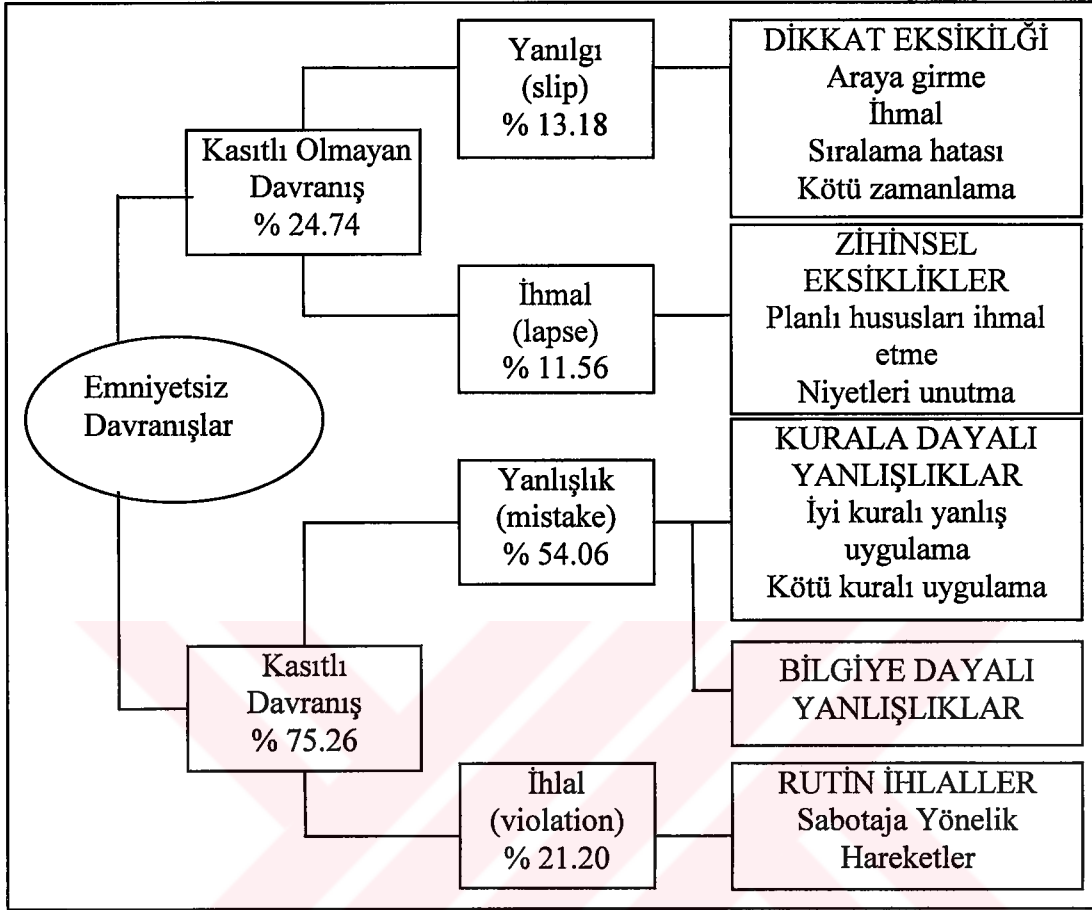 Emniyetsiz
Davranışlar
Kasıtlı Olmayan
Davranış
% 24.74
Yanılgı
(slip)
% 13.18
DİKKAT EKSİKİLĞİ
Araya girme
İhmal
Sıralama hatası
Kötü zamanlama
İhmal
(lapse)
% 11.56
ZİHİNSEL
EKSİKLİKLER
Planlı hususları ihmal
etme
Niyetleri unutma
Kasıtlı
Davranış
% 75.26
Yanlışlık
(mistake)
% 54.06
KURALA DAYALI
YANLIŞLIKLAR
İyi kuralı yanlış
uygulama
Kötü kuralı uygulama
BİLGİYE DAYALI
YANLIŞLIKLAR
İhlal
(violation)
% 21.20
RUTİN İHLALLER
Sabotaja Yönelik
Hareketler